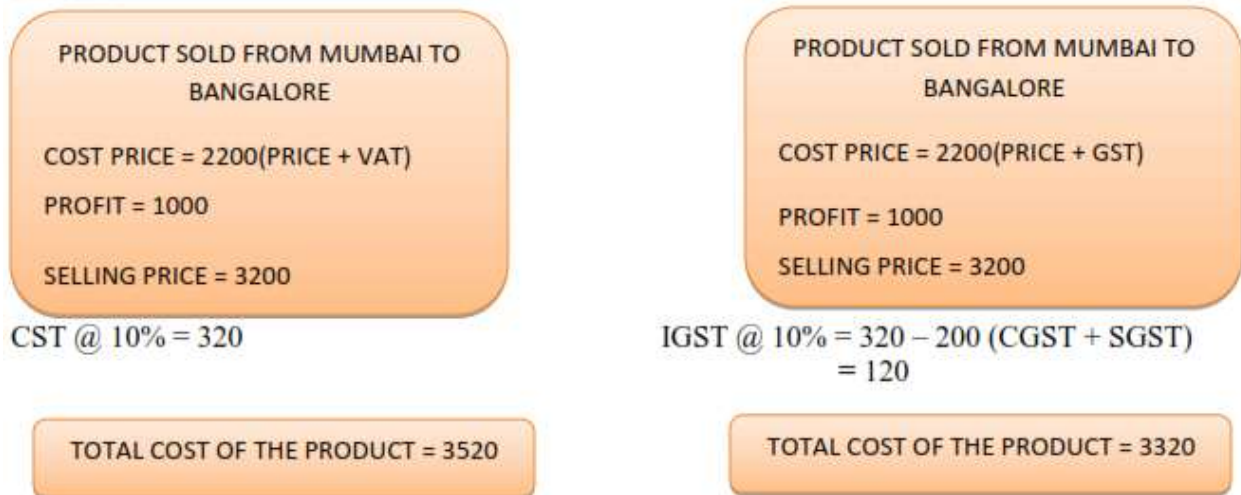 PRODUCT SOLD FROM MUMBAI TO
BANGALORE
COST PRICE = 2200(PRICE + VAT)
PROFIT = 1000
SELLING PRICE = 3200
CST @ 10% = 320
TOTAL COST OF THE PRODUCT = 3520
PRODUCT SOLD FROM MUMBAI TO
BANGALORE
COST PRICE = 2200(PRICE + GST)
PROFIT = 1000
SELLING PRICE = 3200
IGST @ 10% = 320 – 200 (CGST + SGST)
= 120
TOTAL COST OF THE PRODUCT = 3320